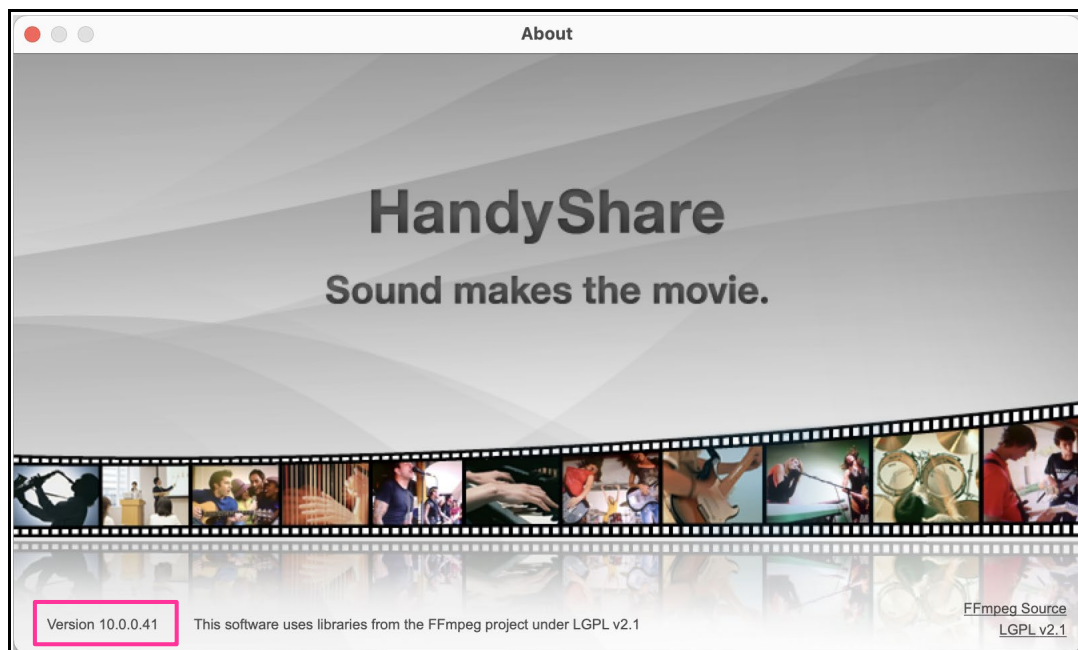 About
HandyShare
Sound makes the movie.
FFmpeg Source
Version 10.0.0.41 This software uses libraries from the FFmpeg project under LGPL v2.1
LGPL v2.1